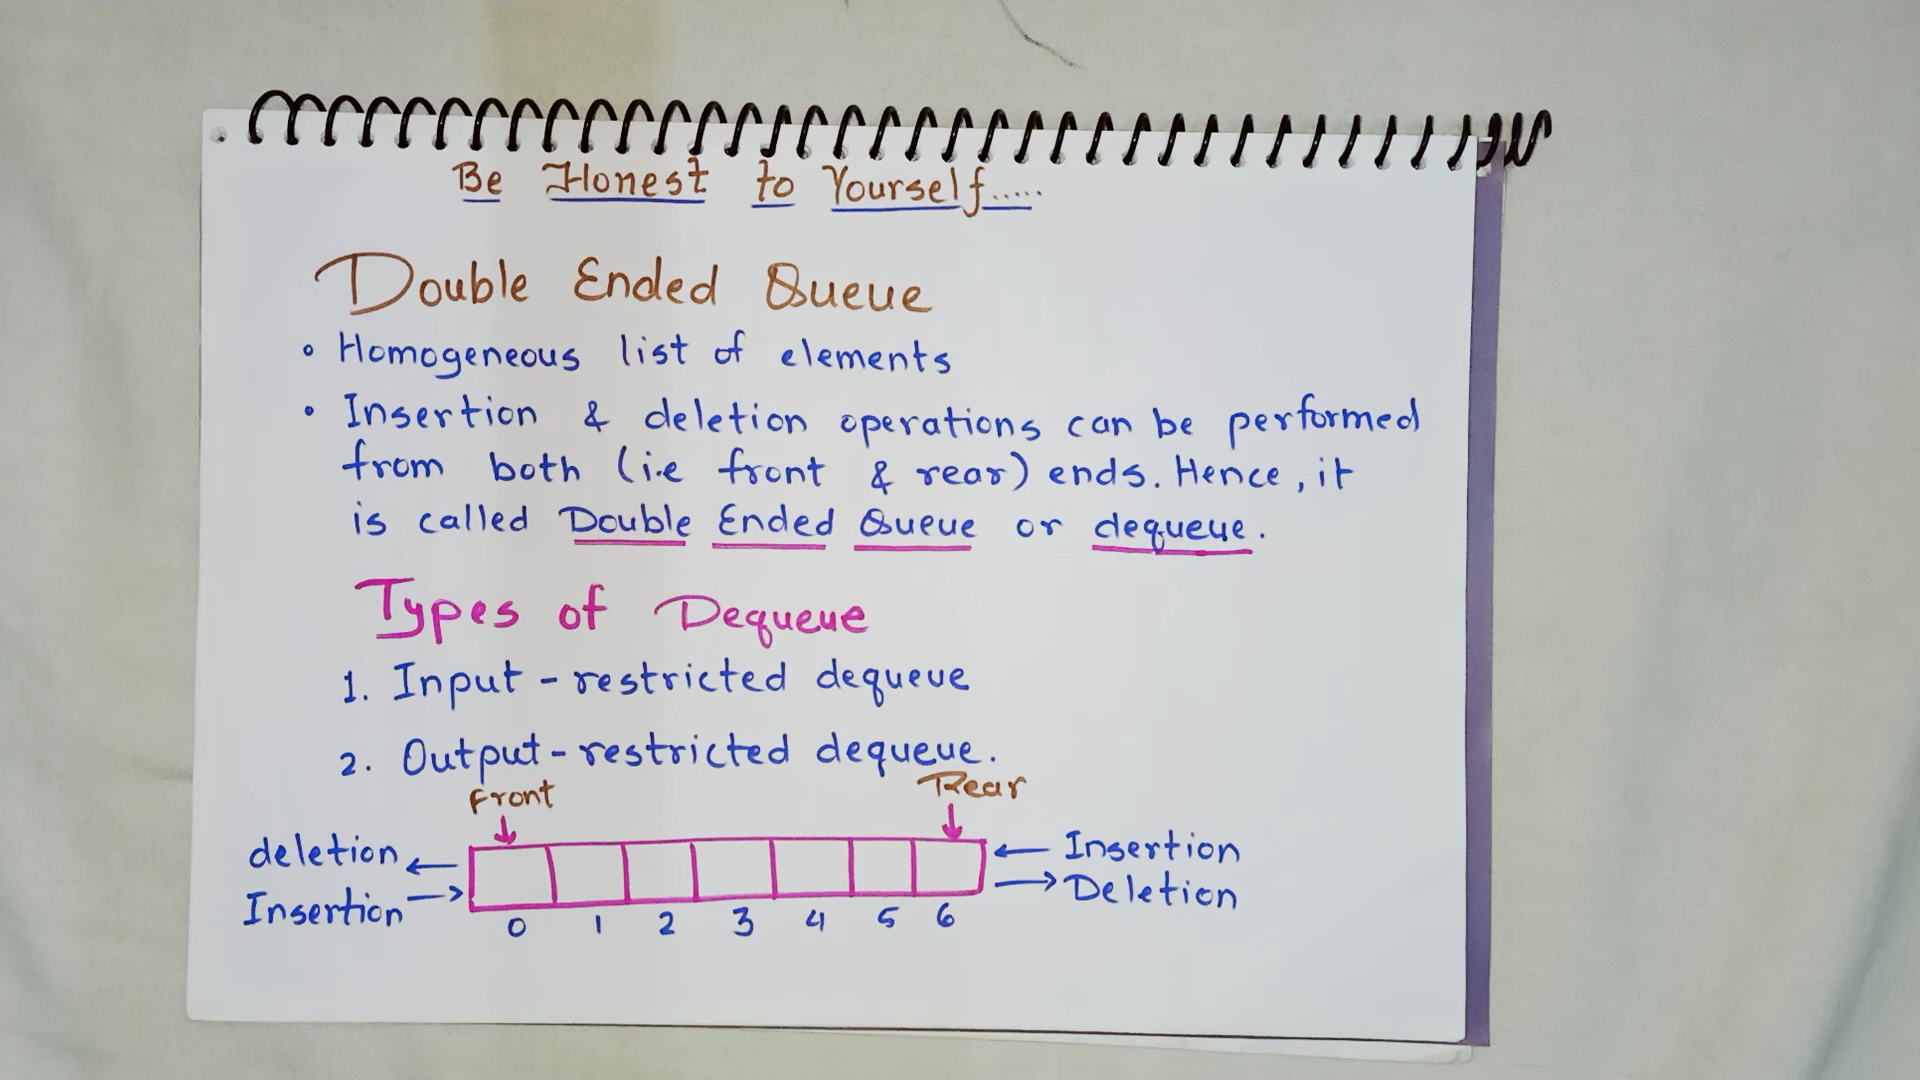 Be Honest to Yourself.....
Double Ended Queue
• Homogeneous list of elements
• Insertion & deletion operations can be performed
from both (i.e front & rear) ends. Hence, it
is called Double Ended Queue or dequeue.
Types of Dequeue
1. Input-restricted dequeue
2. Output-restricted dequeue.
Front Rear
deletion Insertion
Insertion Deletion
0 1 2 3 4 5 6